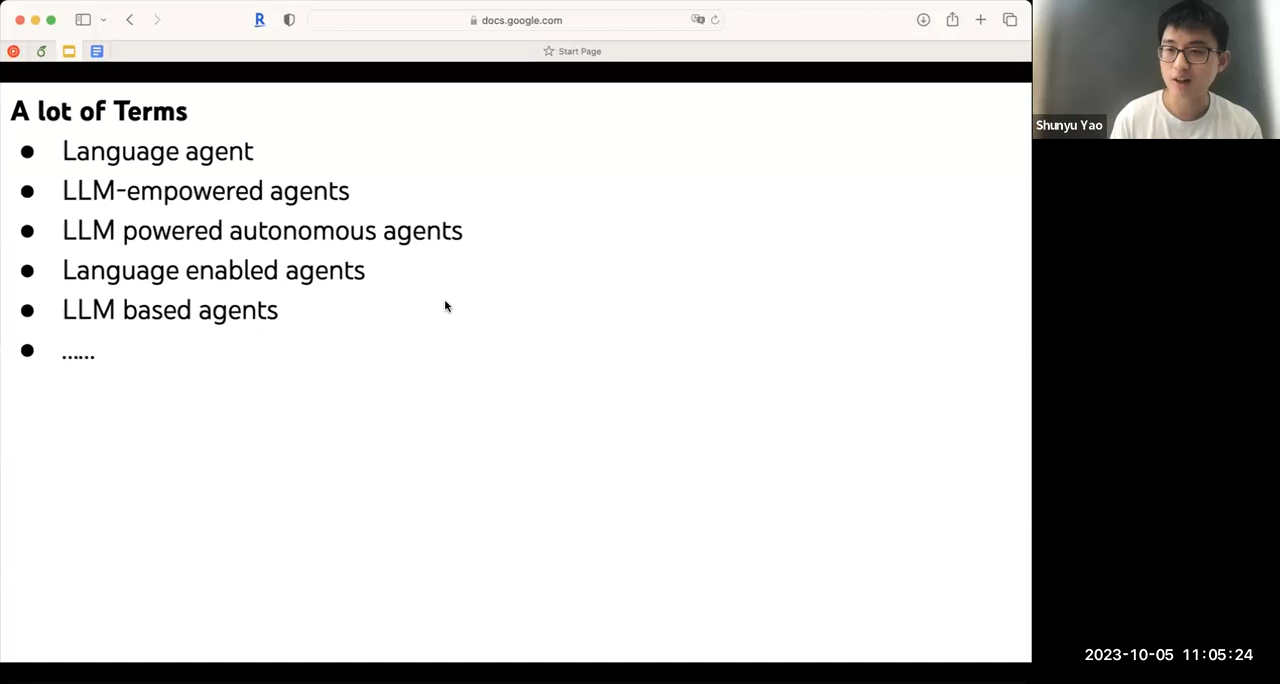 docs.google.com
Start Page
A lot of Terms
● Language agent
● LLM-empowered agents
● LLM powered autonomous agents
● Language enabled agents
● LLM based agents
● ......
Shunyu Yao
2023-10-05 11:05:24